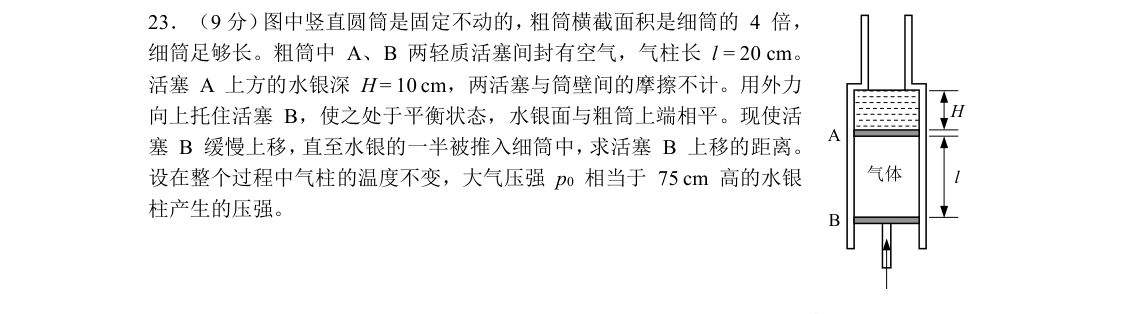 23. (9 分)图中竖直圆筒是固定不动的，粗筒横截面积是细筒的 4 倍，
细筒足够长。粗筒中 A、B 两轻质活塞间封有空气，气柱长 l = 20 cm。
活塞 A 上方的水银深 H = 10 cm，两活塞与筒壁间的摩擦不计。用外力
向上托住活塞 B，使之处于平衡状态，水银面与粗筒上端相平。现使活
塞 B 缓慢上移，直至水银的一半被推入细筒中，求活塞 B 上移的距离。
设在整个过程中气柱的温度不变，大气压强 p₀ 相当于 75 cm 高的水银
柱产生的压强。
H
A
气体
l
B